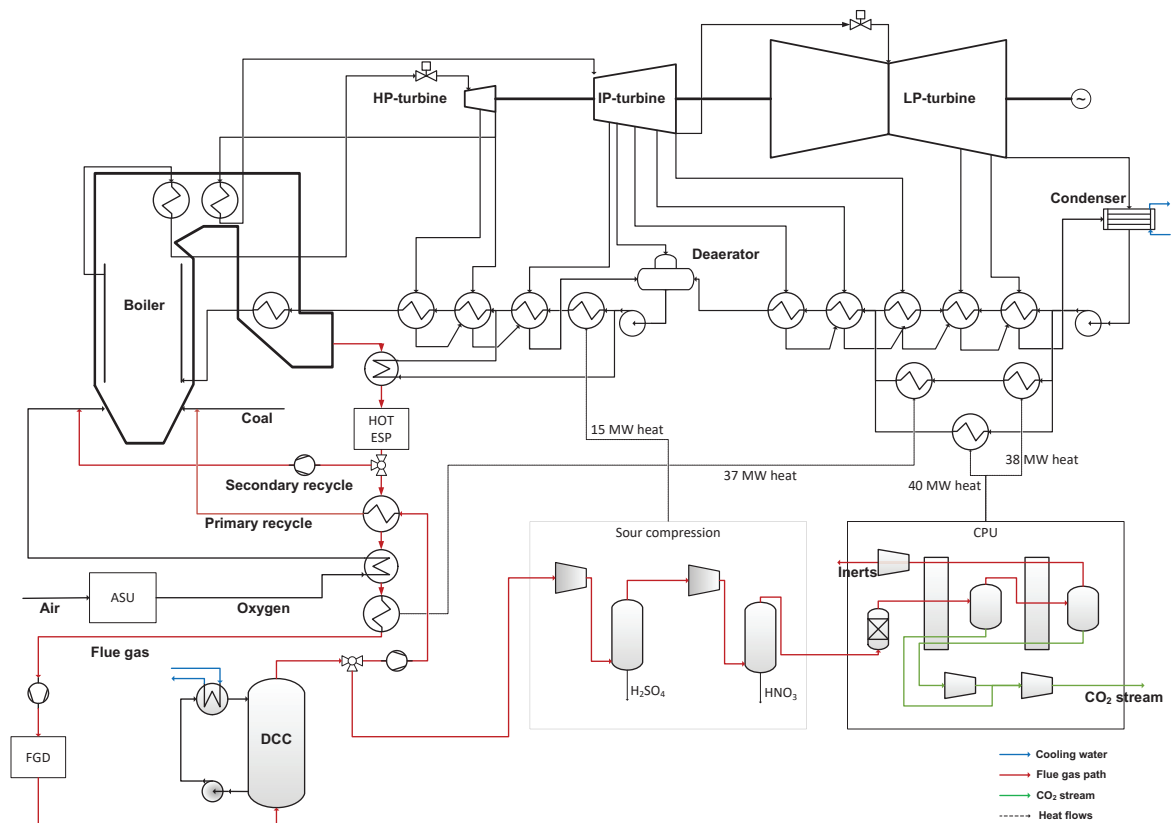 HP-turbine
IP-turbine
LP-turbine
~
Condenser
Deaerator
Boiler
Coal
HOT
ESP
15 MW heat
38 MW heat
37 MW heat
40 MW heat
Secondary recycle
Primary recycle
Sour compression
CPU
Inerts
Air
ASU
Oxygen
Flue gas
H₂SO₄
HNO₃
CO₂ stream
DCC
FGD
Cooling water
Flue gas path
CO₂ stream
Heat flows